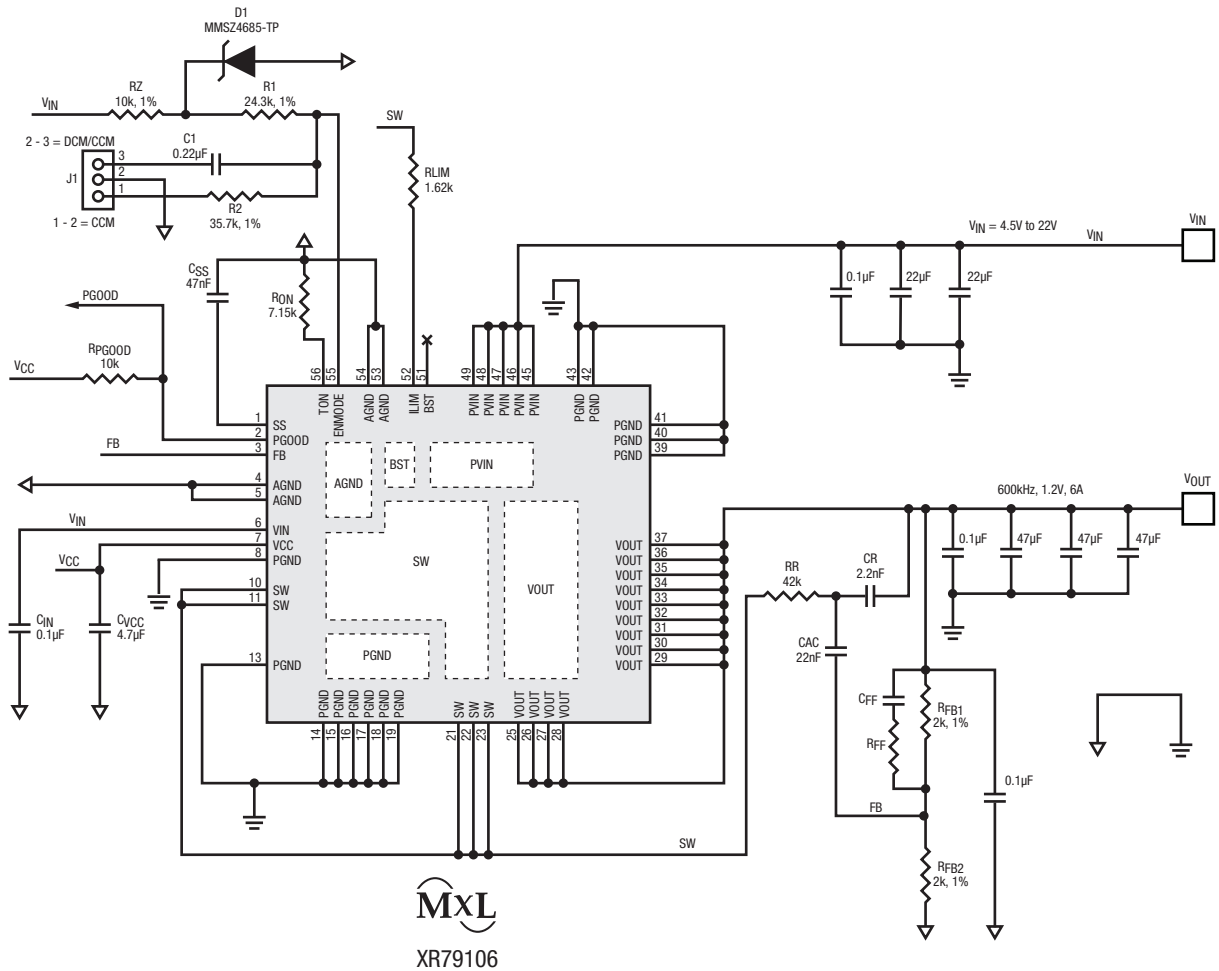 D1
MMSZ4685-TP
RZ
10k, 1%
R1
24.3k, 1%
VIN
2 - 3 = DCM/CCM
C1
0.22µF
3
2
1
J1
R2
35.7k, 1%
1 - 2 = CCM
SW
RLIM
1.62k
CSS
47nF
RON
7.15k
PGOOD
RPGOOD
10k
VCC
VIN = 4.5V to 22V
VIN
VIN
0.1µF
22µF
22µF
56
55
54
53
52
51
49
48
47
46
45
43
42
TON
ENMODE
AGND
AGND
ILIM
BST
PVIN
PVIN
PVIN
PVIN
PVIN
PGND
PGND
1 SS
2 PGOOD
FB 3 FB
4 AGND
5 AGND
VIN 6 VIN
7 VCC
VCC
8 PGND
10 SW
11 SW
13 PGND
CIN
0.1µF
CVCC
4.7µF
AGND
BST
PVIN
SW
VOUT
PGND
PGND 41
PGND 40
PGND 39
VOUT 37
VOUT 36
VOUT 35
VOUT 34
VOUT 33
VOUT 32
VOUT 31
VOUT 30
VOUT 29
PGND
PGND
PGND
PGND
PGND
PGND
SW
SW
SW
VOUT
VOUT
VOUT
VOUT
14
15
16
17
18
19
21
22
23
25
26
27
28
600kHz, 1.2V, 6A
VOUT
0.1µF
47µF
47µF
47µF
RR
42k
CR
2.2nF
CAC
22nF
CFF
RFF
RFB1
2k, 1%
0.1µF
FB
RFB2
2k, 1%
SW
MXL
XR79106